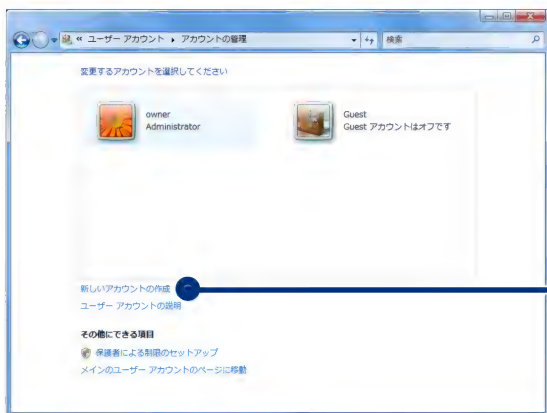 « ユーザー アカウント ▸ アカウントの管理
検索
変更するアカウントを選択してください
owner
Administrator
Guest
Guest アカウントはオフです
新しいアカウントの作成
ユーザー アカウントの説明
その他にできる項目
保護者による制限のセットアップ
メインのユーザー アカウントのページに移動